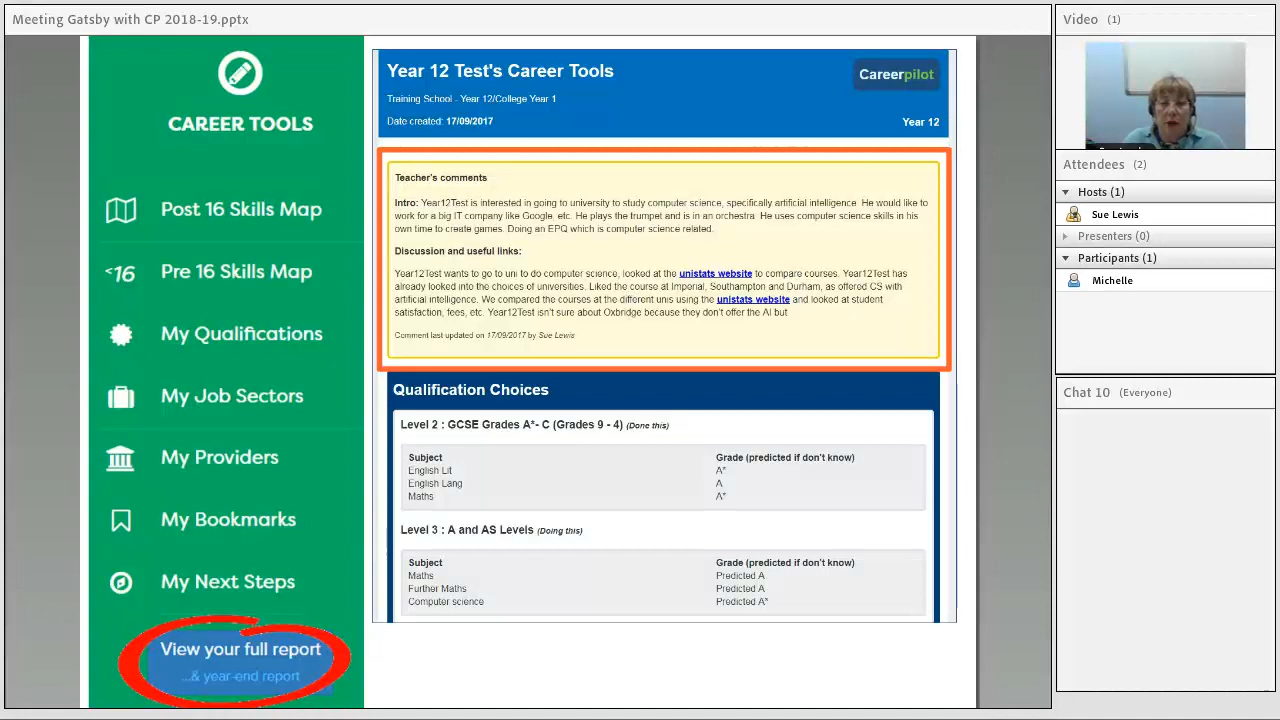 Meeting Gatsby with CP 2018-19.pptx
CAREER TOOLS
Post 16 Skills Map
<16
Pre 16 Skills Map
My Qualifications
My Job Sectors
My Providers
My Bookmarks
My Next Steps
View your full report
...& year-end report
Year 12 Test's Career Tools
Careerpilot
Training School - Year 12/College Year 1
Date created: 17/09/2017
Year 12
Teacher's comments
Intro: Year12Test is interested in going to university to study computer science, specifically artificial intelligence. He would like to
work for a big IT company like Google, etc. He plays the trumpet and is in an orchestra. He uses computer science skills in his
own time to create games. Doing an EPQ which is computer science related.
Discussion and useful links:
Year12Test wants to go to uni to do computer science, looked at the unistats website to compare courses. Year12Test has
already looked into the choices of universities. Liked the course at Imperial, Southampton and Durham, as offered CS with
artificial intelligence. We compared the courses at the different unis using the unistats website and looked at student
satisfaction, fees, etc. Year12Test isn't sure about Oxbridge because they don't offer the AI but
Comment last updated on 17/09/2017 by Sue Lewis
Qualification Choices
Level 2 : GCSE Grades A*- C (Grades 9 - 4) (Done this)
Subject Grade (predicted if don't know)
English Lit A*
English Lang A
Maths A*
Level 3 : A and AS Levels (Doing this)
Subject Grade (predicted if don't know)
Maths Predicted A
Further Maths Predicted A
Computer science Predicted A*
Video (1)
Attendees (2)
Hosts (1)
Sue Lewis
Presenters (0)
Participants (1)
Michelle
Chat 10 (Everyone)